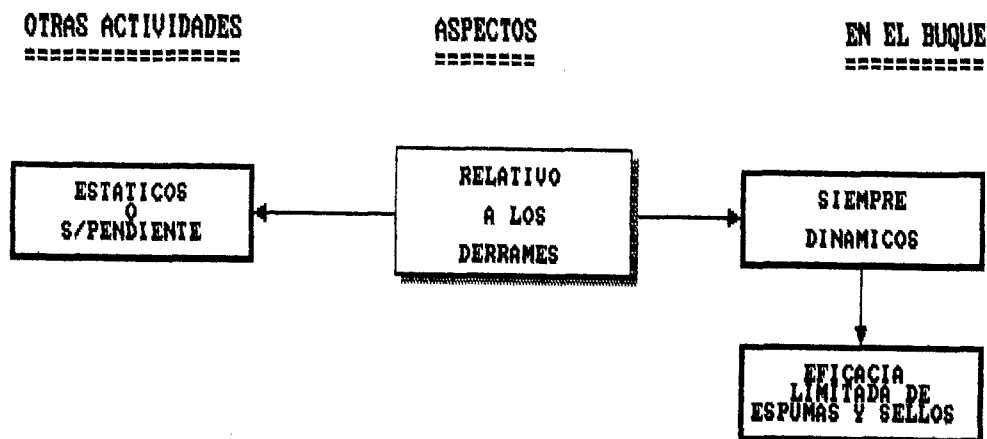 OTRAS ACTIVIDADES
ASPECTOS
EN EL BUQUE
ESTATICOS
O
S/PENDIENTE
RELATIVO
A LOS
DERRAMES
SIEMPRE
DINAMICOS
EFICACIA
LIMITADA DE
ESPUMAS Y SELLOS